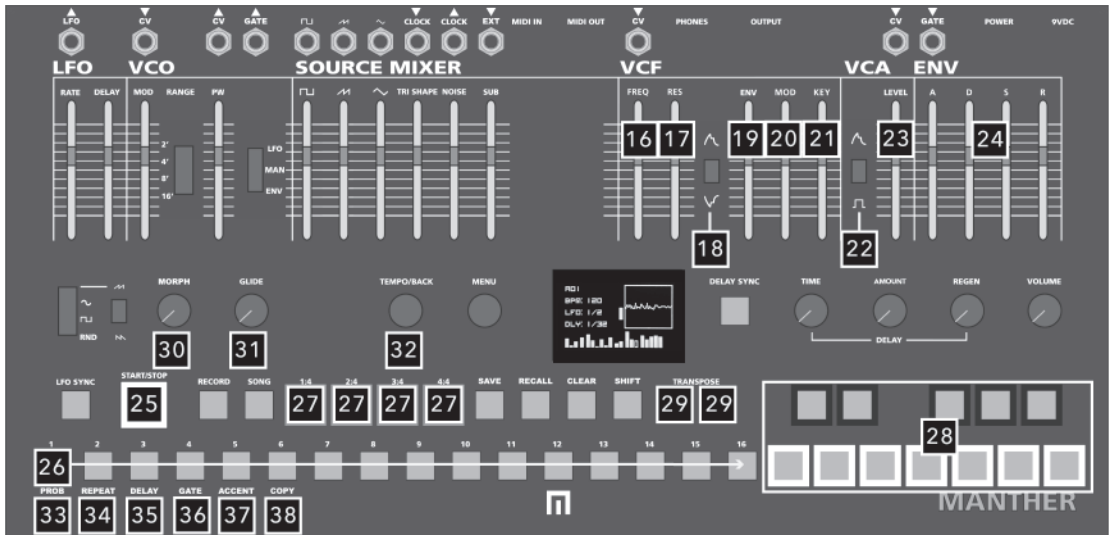 LFO CV CV GATE CLOCK CLOCK EXT MIDI IN MIDI OUT CV PHONES OUTPUT CV GATE POWER 9VDC
LFO VCO SOURCE MIXER VCF VCA ENV
RATE DELAY MOD RANGE PW TRI SHAPE NOISE SUB FREQ RES ENV MOD KEY LEVEL A D S R
16 17 19 20 21 23 24
2'
4'
8'
16'
LFO
MAN
ENV
18 22
MORPH GLIDE TEMPO/BACK MENU DELAY SYNC TIME AMOUNT REGEN VOLUME
RND
A01
BPM: 120
LFO: 1/2
DLY: 1/32
DELAY
30 31 32
LFO SYNC START/STOP RECORD SONG 1:4 2:4 3:4 4:4 SAVE RECALL CLEAR SHIFT TRANSPOSE
25 27 27 27 27 29 29
28
1 2 3 4 5 6 7 8 9 10 11 12 13 14 15 16
26
PROB REPEAT DELAY GATE ACCENT COPY
33 34 35 36 37 38
MANTHER